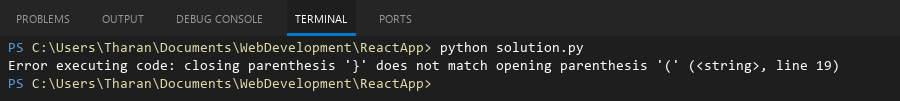 PROBLEMS OUTPUT DEBUG CONSOLE TERMINAL PORTS
PS C:\Users\Tharan\Documents\WebDevelopment\ReactApp> python solution.py
Error executing code: closing parenthesis '}' does not match opening parenthesis '(' (<string>, line 19)
PS C:\Users\Tharan\Documents\WebDevelopment\ReactApp>